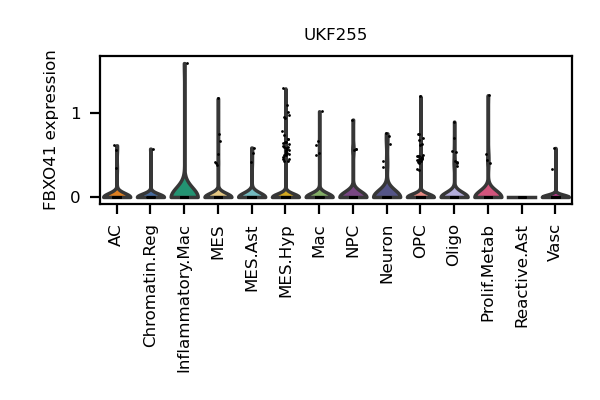 UKF255
FBXO41 expression
1
0
AC
Chromatin.Reg
Inflammatory.Mac
MES
MES.Ast
MES.Hyp
Mac
NPC
Neuron
OPC
Oligo
Prolif.Metab
Reactive.Ast
Vasc